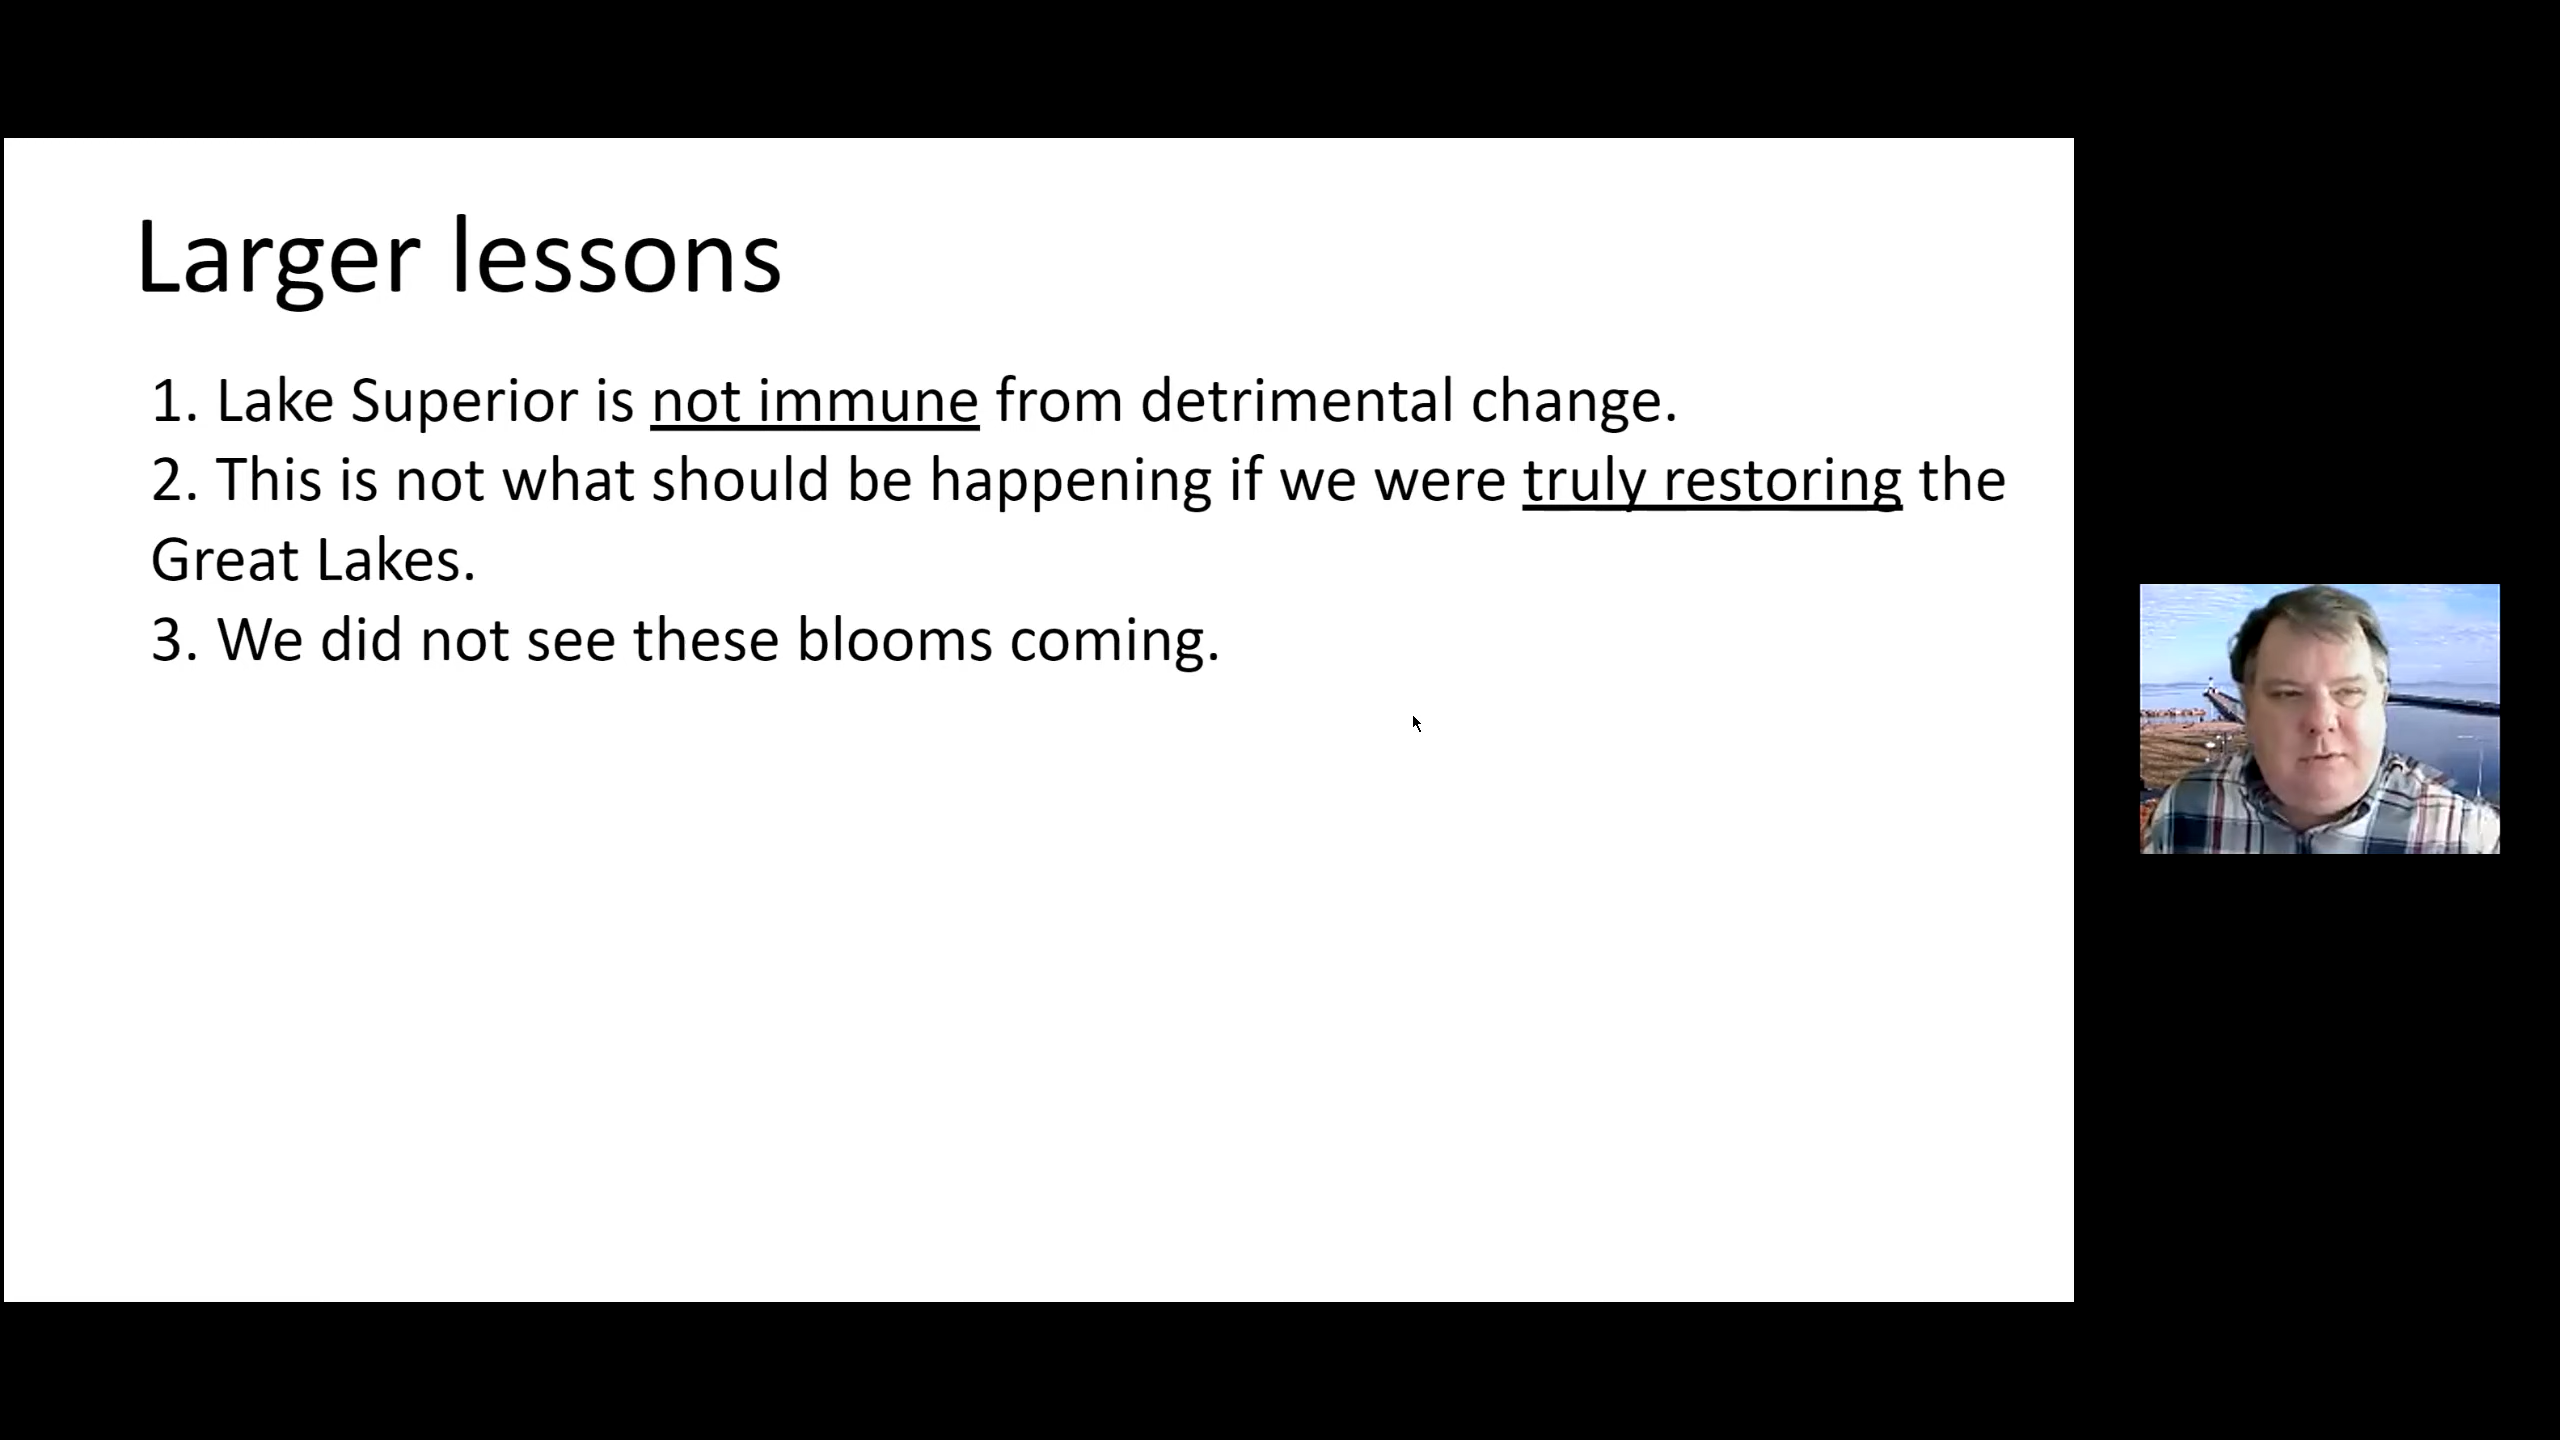 Larger lessons
1. Lake Superior is not immune from detrimental change.
2. This is not what should be happening if we were truly restoring the
Great Lakes.
3. We did not see these blooms coming.